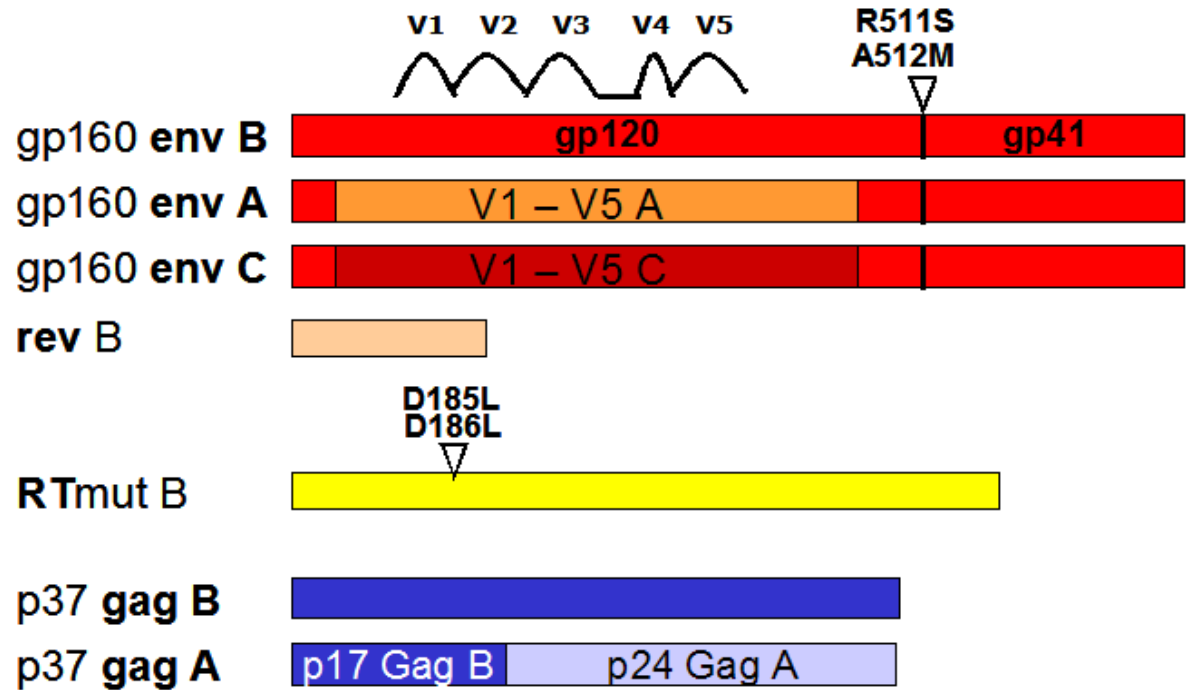 V1 V2 V3 V4 V5
R511S
A512M
gp160 env B gp120 gp41
gp160 env A V1 – V5 A
gp160 env C V1 – V5 C
rev B
D185L
D186L
RTmut B
p37 gag B
p37 gag A p17 Gag B p24 Gag A